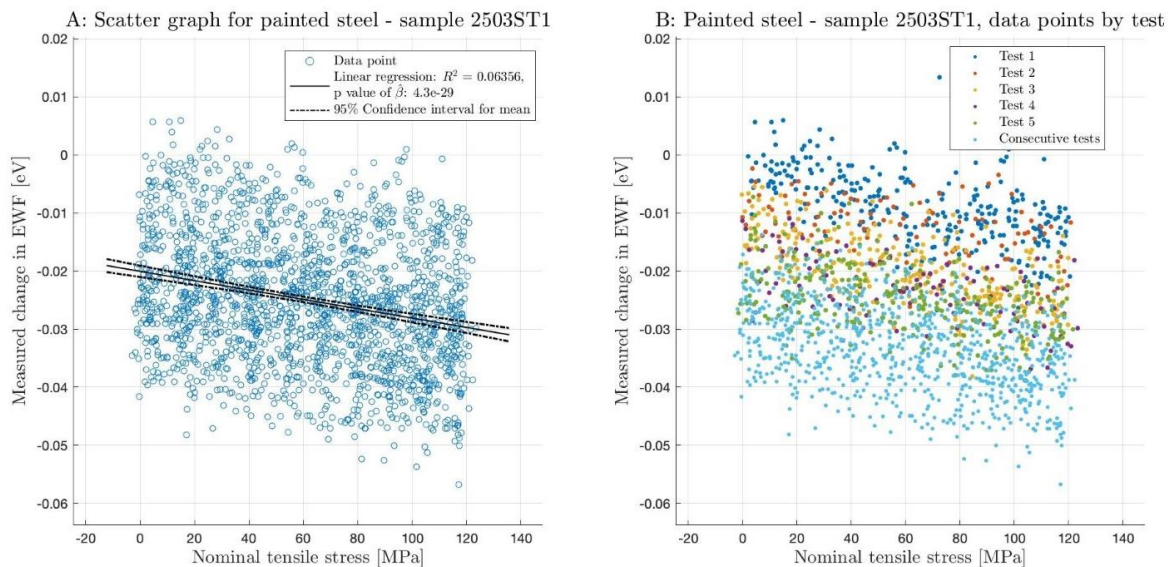 A: Scatter graph for painted steel - sample 2503ST1
0.02
0.01
0
-0.01
-0.02
-0.03
-0.04
-0.05
-0.06
Measured change in EWF [eV]
Data point
Linear regression: R² = 0.06356,
p value of β̂: 4.3e-29
95% Confidence interval for mean
-20 0 20 40 60 80 100 120 140
Nominal tensile stress [MPa]
B: Painted steel - sample 2503ST1, data points by test
0.02
0.01
0
-0.01
-0.02
-0.03
-0.04
-0.05
-0.06
Measured change in EWF [eV]
Test 1
Test 2
Test 3
Test 4
Test 5
Consecutive tests
-20 0 20 40 60 80 100 120 140
Nominal tensile stress [MPa]